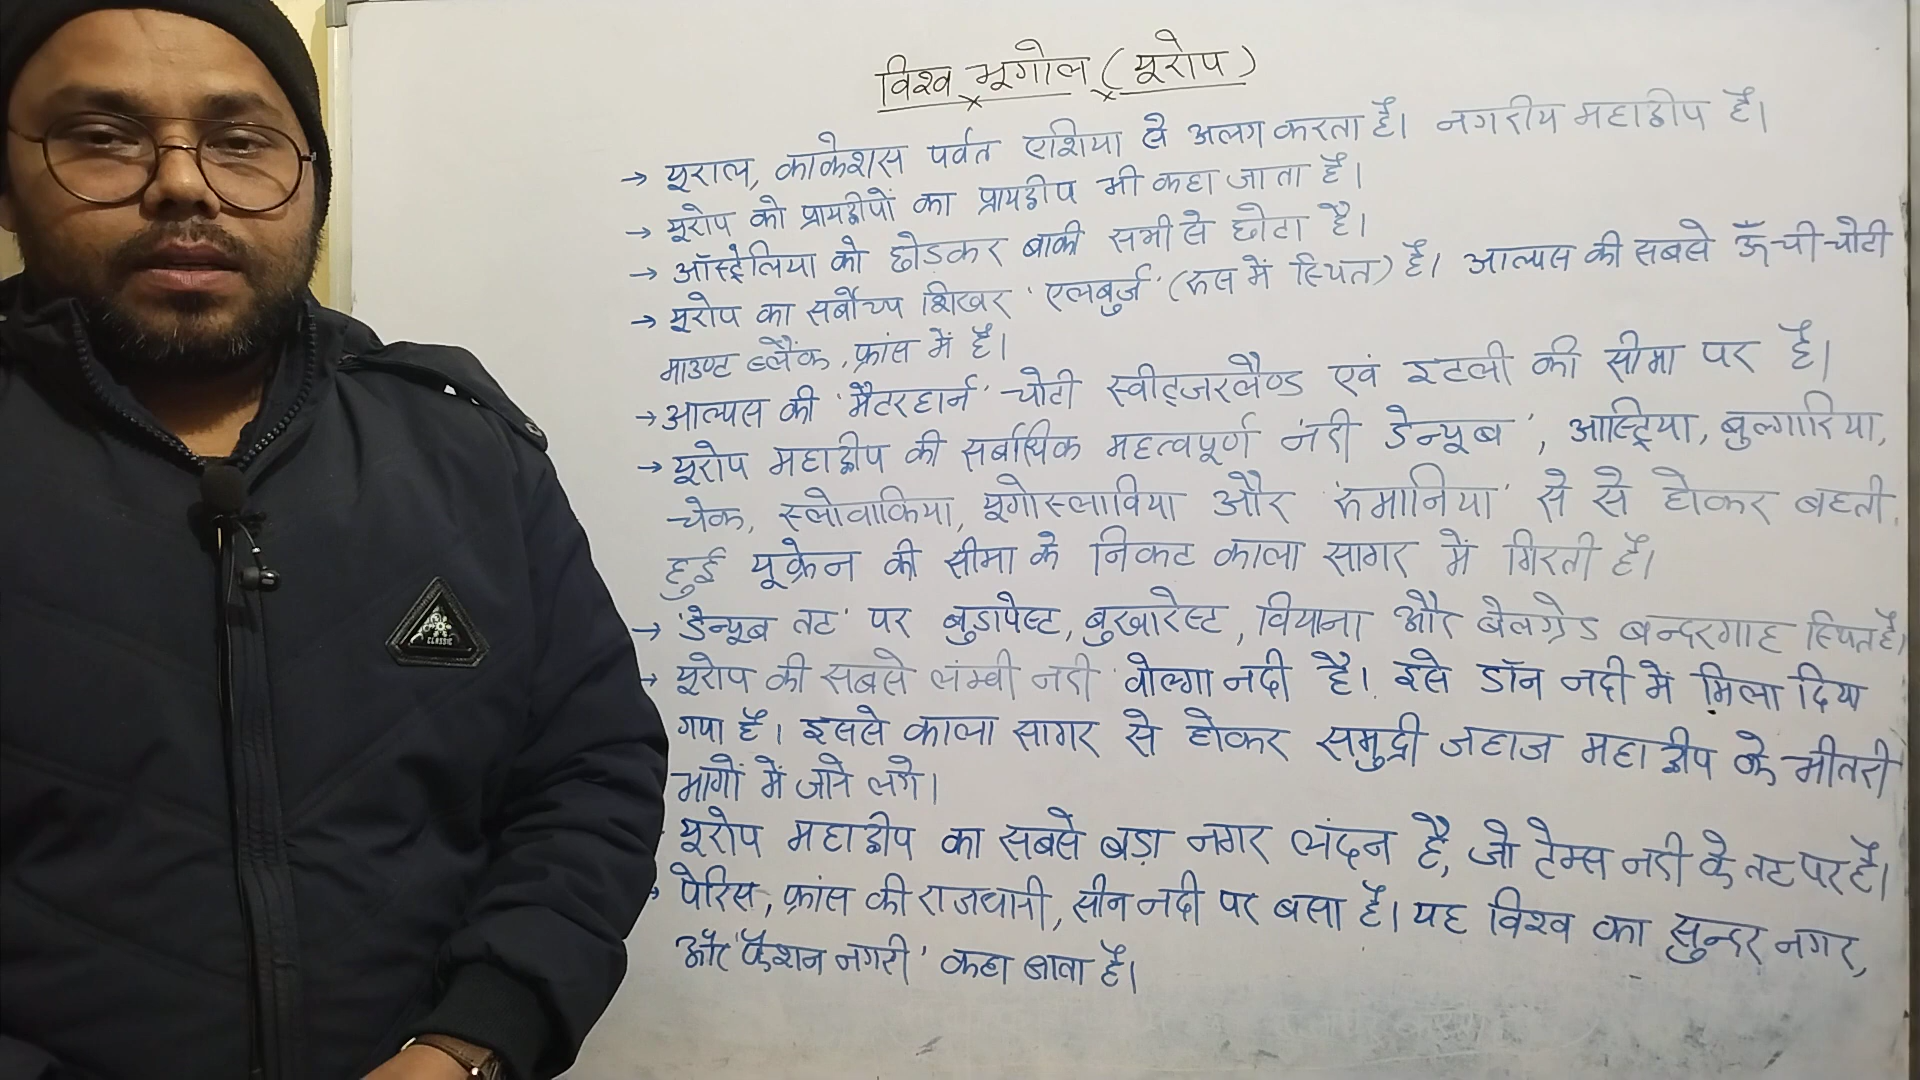 विश्व भूगोल (यूरोप)
→ यूराल, काकेशस पर्वत एशिया से अलग करता है। नगरीय महाद्वीप है।
→ यूरोप को प्रायद्वीपों का प्रायद्वीप भी कहा जाता है।
→ ऑस्ट्रेलिया को छोड़कर बाकी सभी से छोटा है।
→ यूरोप का सर्वोच्च शिखर 'एलबुर्ज' (रूस में स्थित) है। आल्पस की सबसे ऊँची चोटी
माउण्ट ब्लैंक, फ्रांस में है।
→ आल्पस की 'मैटरहार्न' चोटी स्वीट्जरलैण्ड एवं इटली की सीमा पर है।
→ यूरोप महाद्वीप की सर्बाधिक महत्वपूर्ण नदी डेन्यूब', आस्ट्रिया, बुल्गारिया,
चेक, स्लोवाकिया, यूगोस्लाविया और 'रुमानिया' से से होकर बहती
हुई यूक्रेन की सीमा के निकट काला सागर में गिरती है।
→ 'डेन्यूब तट' पर बुडापेस्ट, बुखारेस्ट, वियाना और बेलग्रेड बन्दरगाह स्थित है।
→ यूरोप की सबसे लंम्बी नदी वोल्गा नदी है। इसे डॉन नदी में मिला दिया
गया है। इससे काला सागर से होकर समुद्री जहाज महाद्वीप के भीतरी
भागों में जाने लगे।
यूरोप महाद्वीप का सबसे बड़ा नगर लंदन है, जो टेम्स नदी के तट पर है।
पेरिस, फ्रांस की राजधानी, सीन नदी पर बसा है। यह विश्व का सुन्दर नगर,
और 'फैशन नगरी' कहा जाता है।
CLASSIC